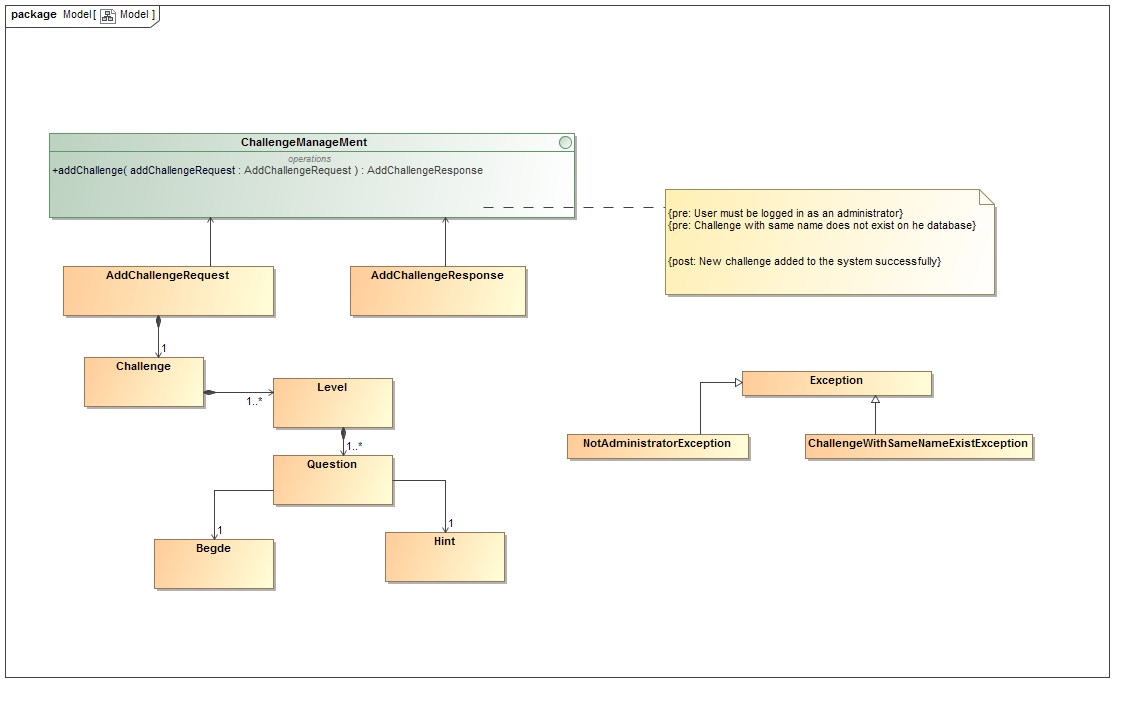 package Model[ Model ]
ChallengeManageMent
operations
+addChallenge( addChallengeRequest : AddChallengeRequest ) : AddChallengeResponse
{pre: User must be logged in as an administrator}
{pre: Challenge with same name does not exist on he database}
{post: New challenge added to the system successfully}
AddChallengeRequest
AddChallengeResponse
1
Challenge
1..*
Level
1..*
Question
1
Begde
1
Hint
Exception
NotAdministratorException
ChallengeWithSameNameExistException